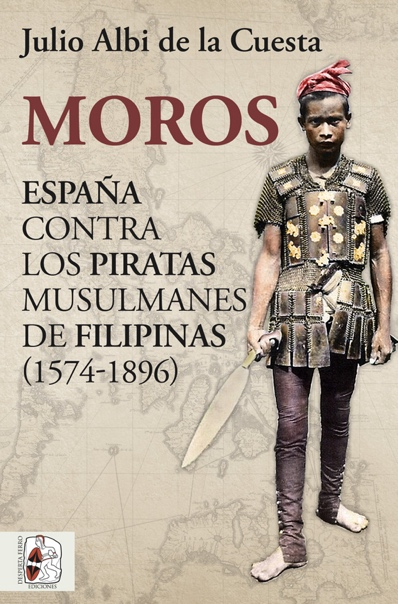 Julio Albi de la Cuesta
MOROS
ESPAÑA
CONTRA
LOS PIRATAS
MUSULMANES
DE FILIPINAS
(1574-1896)
DESPERTA FERRO
EDICIONES